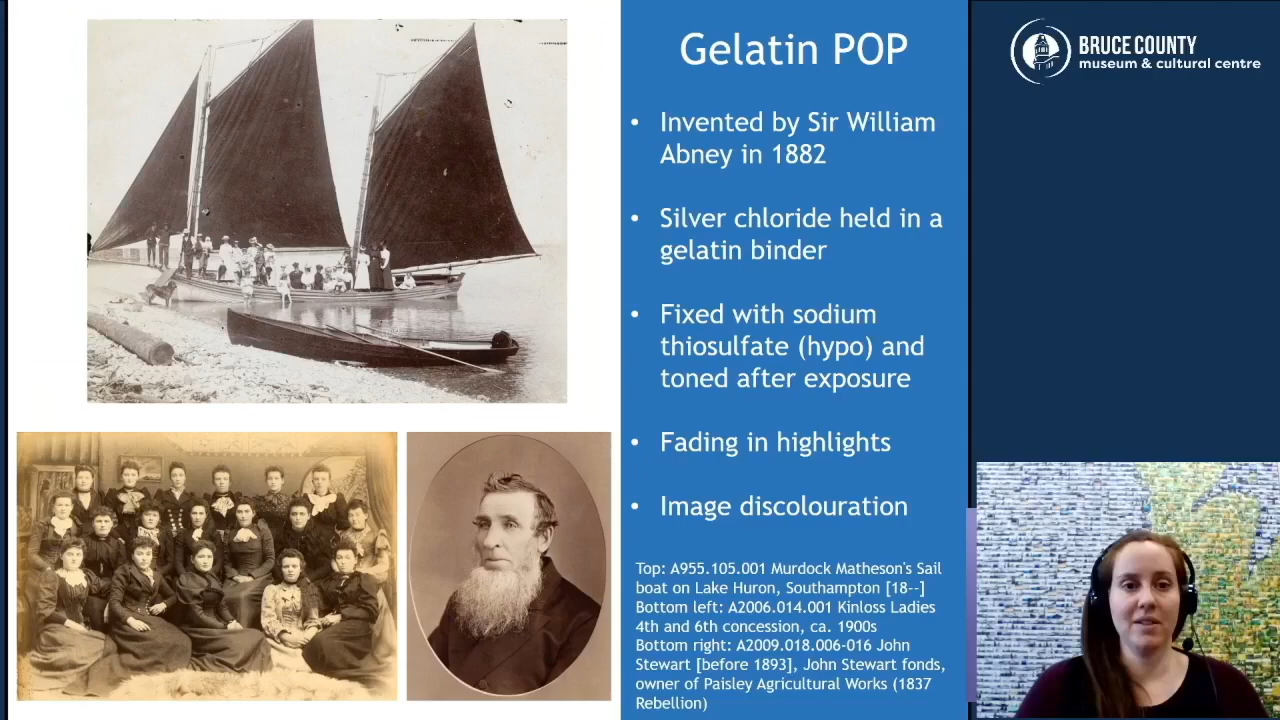 Gelatin POP
• Invented by Sir William
Abney in 1882
• Silver chloride held in a
gelatin binder
• Fixed with sodium
thiosulfate (hypo) and
toned after exposure
• Fading in highlights
• Image discolouration
Top: A955.105.001 Murdock Matheson's Sail
boat on Lake Huron, Southampton [18--]
Bottom left: A2006.014.001 Kinloss Ladies
4th and 6th concession, ca. 1900s
Bottom right: A2009.018.006-016 John
Stewart [before 1893], John Stewart fonds,
owner of Paisley Agricultural Works (1837
Rebellion)
BRUCE COUNTY
museum & cultural centre